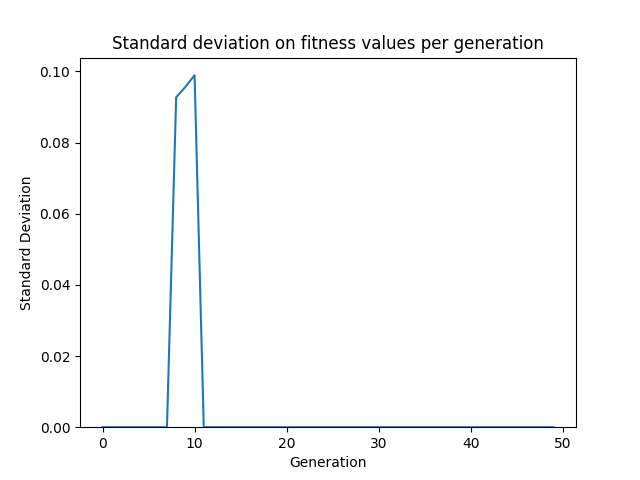 Standard deviation on fitness values per generation
0.10
0.08
0.06
0.04
0.02
0.00
Standard Deviation
0 10 20 30 40 50
Generation